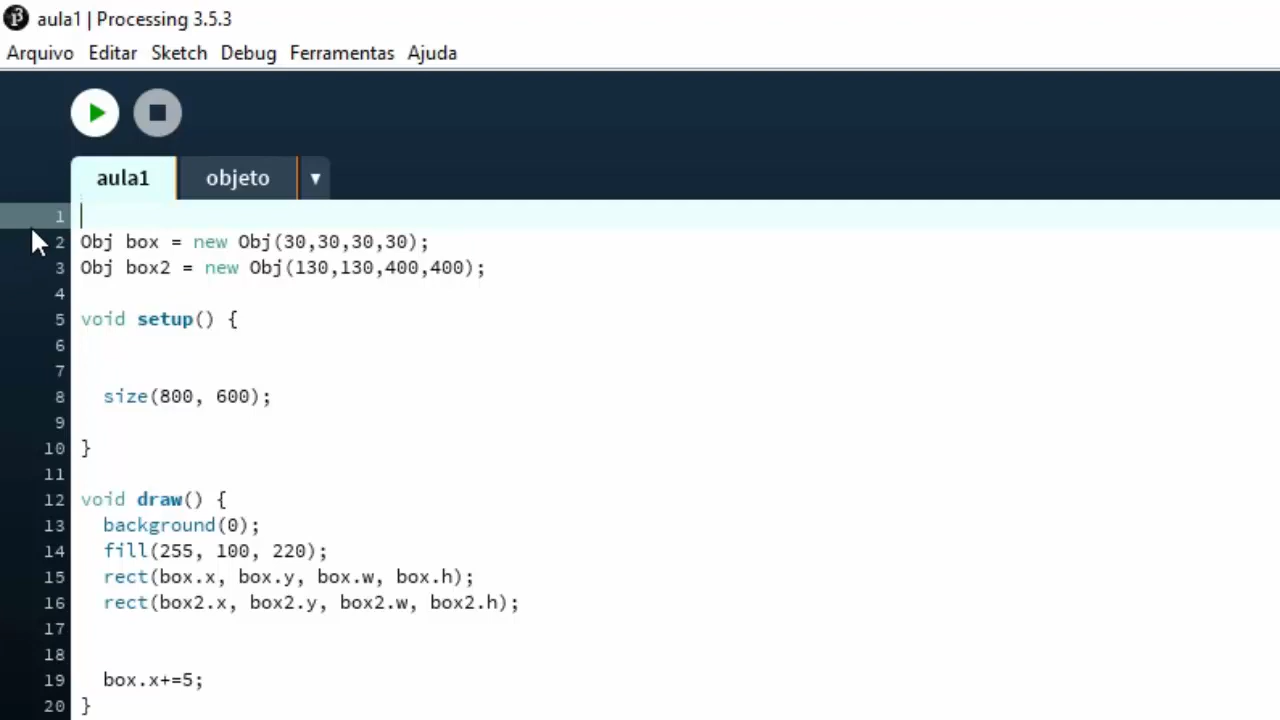 aula1 | Processing 3.5.3
Arquivo Editar Sketch Debug Ferramentas Ajuda
aula1 objeto ▼
1
2 Obj box = new Obj(30,30,30,30);
3 Obj box2 = new Obj(130,130,400,400);
4
5 void setup() {
6
7
8 size(800, 600);
9
10 }
11
12 void draw() {
13 background(0);
14 fill(255, 100, 220);
15 rect(box.x, box.y, box.w, box.h);
16 rect(box2.x, box2.y, box2.w, box2.h);
17
18
19 box.x+=5;
20 }